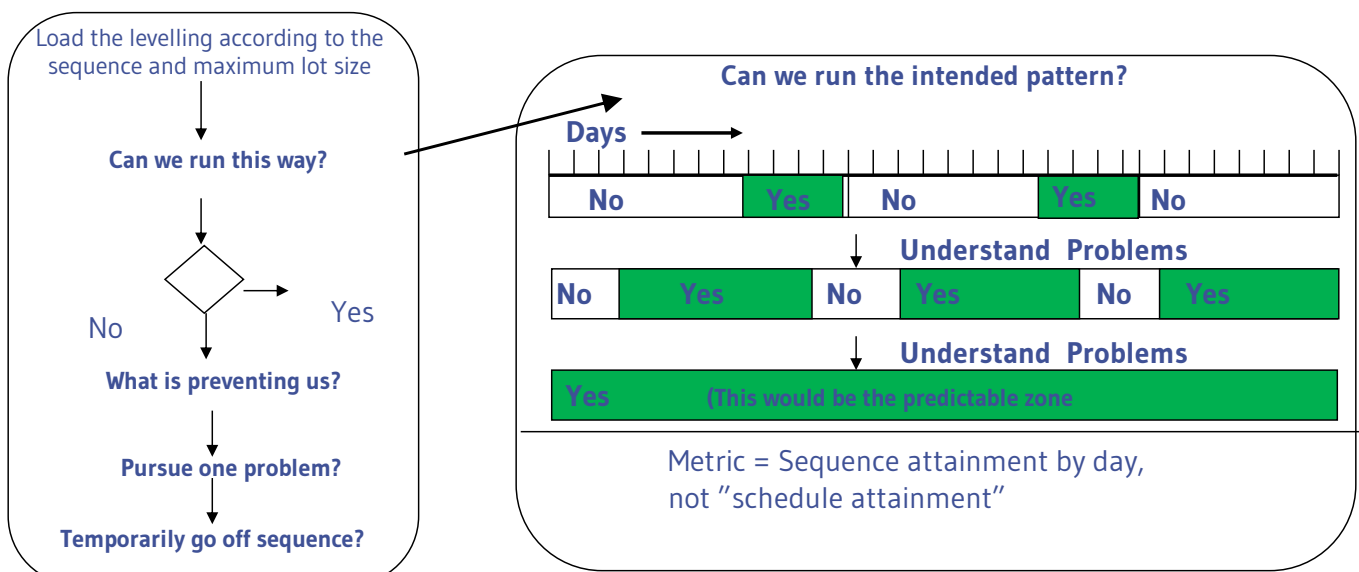 Load the levelling according to the
sequence and maximum lot size
Can we run this way?
No
Yes
What is preventing us?
Pursue one problem?
Temporarily go off sequence?
Can we run the intended pattern?
Days
No Yes No Yes No
Understand Problems
No Yes No Yes No Yes
Understand Problems
Yes (This would be the predictable zone
Metric = Sequence attainment by day,
not "schedule attainment"